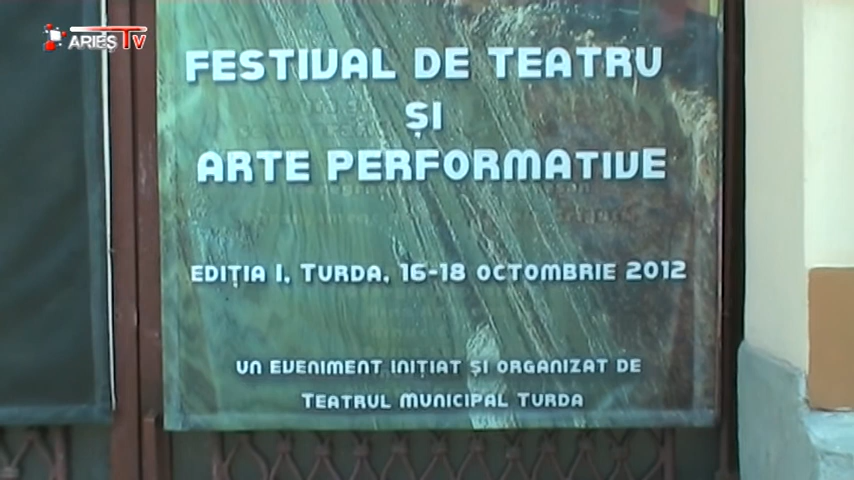 ARIEȘ TV
FESTIVAL DE TEATRU
ȘI
ARTE PERFORMATIVE
EDIȚIA I, TURDA, 16-18 OCTOMBRIE 2012
UN EVENIMENT INIȚIAT ȘI ORGANIZAT DE
TEATRUL MUNICIPAL TURDA